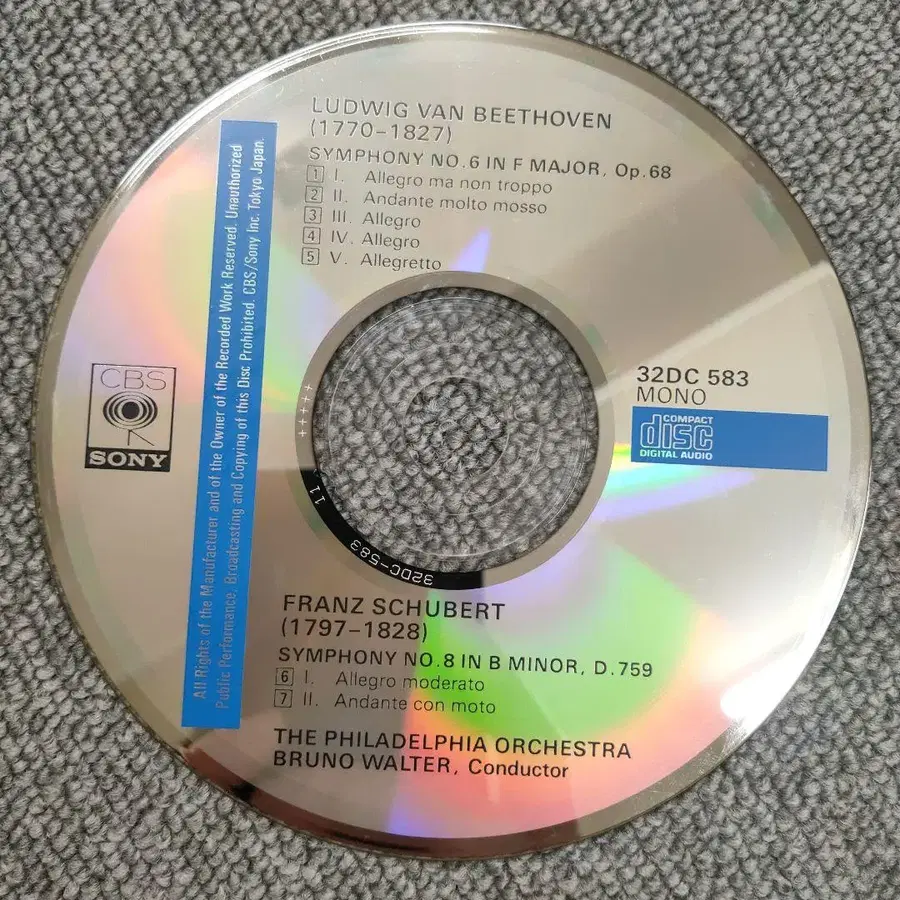 LUDWIG VAN BEETHOVEN
(1770-1827)
SYMPHONY NO.6 IN F MAJOR, Op.68
1 I. Allegro ma non troppo
2 II. Andante molto mosso
3 III. Allegro
4 IV. Allegro
5 V. Allegretto
All Rights of the Manufacturer and of the Owner of the Recorded Work Reserved. Unauthorized
Public Performance, Broadcasting and Copying of this Disc Prohibited. CBS/Sony Inc. Tokyo Japan.
CBS
SONY
32DC 583
MONO
COMPACT
disc
DIGITAL AUDIO
+++++
32DC-583 11
FRANZ SCHUBERT
(1797-1828)
SYMPHONY NO.8 IN B MINOR, D.759
6 I. Allegro moderato
7 II. Andante con moto
THE PHILADELPHIA ORCHESTRA
BRUNO WALTER, Conductor